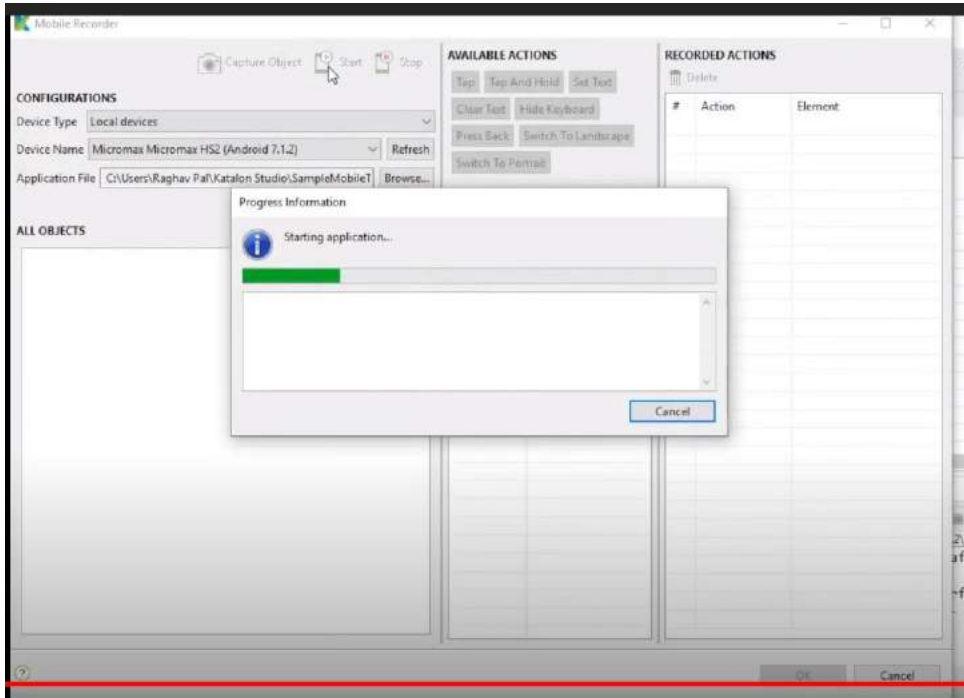 Mobile Recorder
Capture Object Start Stop
CONFIGURATIONS
Device Type Local devices
Device Name Micromax Micromax HS2 (Android 7.1.2) Refresh
Application File C:\Users\Raghav Pal\Katalon Studio\SampleMobileT Browse...
ALL OBJECTS
AVAILABLE ACTIONS
Tap Tap And Hold Set Text
Clear Text Hide Keyboard
Press Back Switch To Landscape
Switch To Portrait
RECORDED ACTIONS
Delete
# Action Element
Progress Information
Starting application...
Cancel
OK Cancel